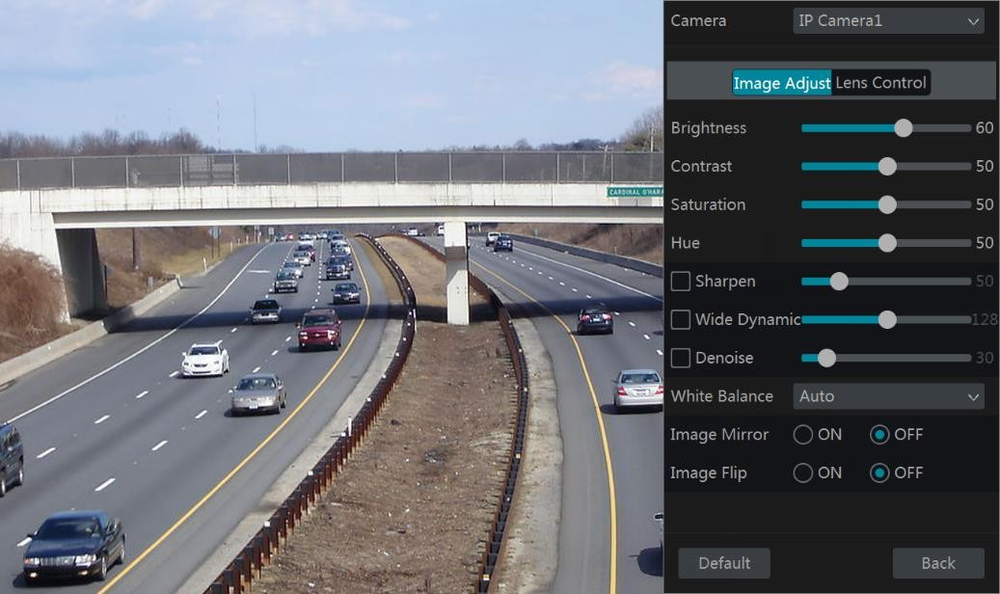 Camera
IP Camera1
Image Adjust Lens Control
Brightness 60
Contrast 50
Saturation 50
Hue 50
Sharpen 50
Wide Dynamic 128
Denoise 30
White Balance Auto
Image Mirror ON OFF
Image Flip ON OFF
Default Back
CARDINAL O'HARA